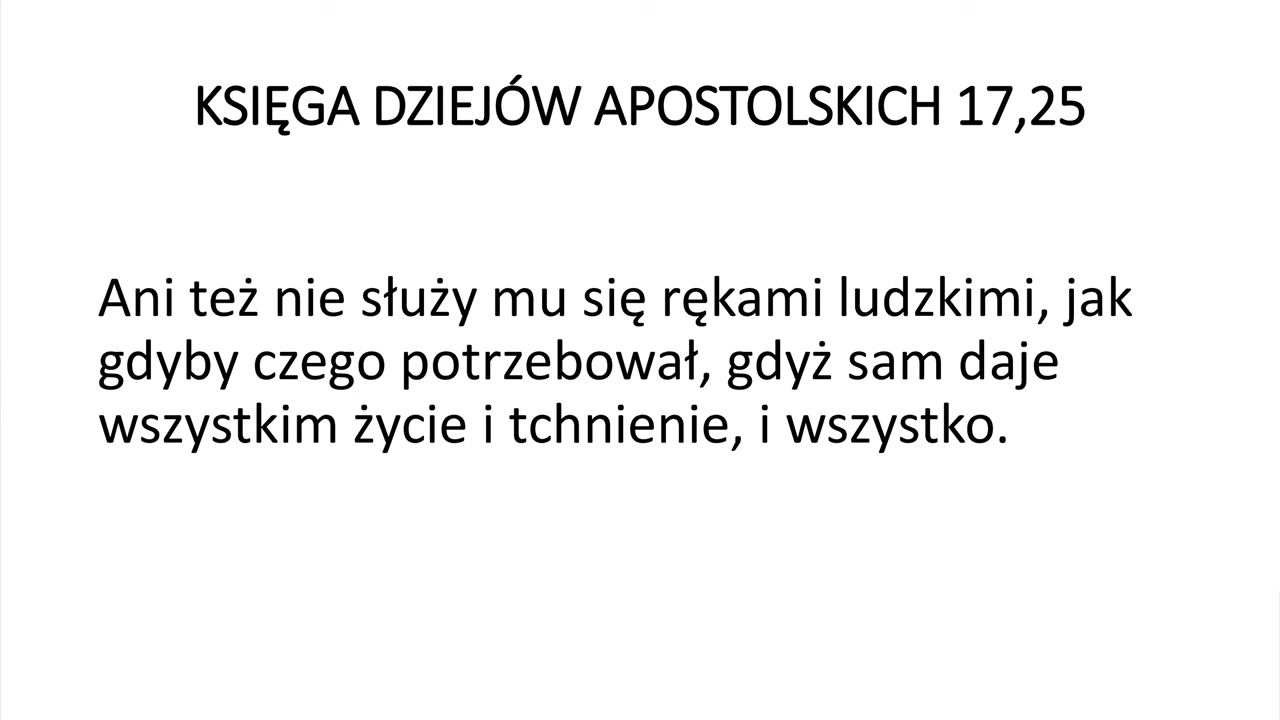 KSIĘGA DZIEJÓW APOSTOLSKICH 17,25
Ani też nie służy mu się rękami ludzkimi, jak
gdyby czego potrzebował, gdyż sam daje
wszystkim życie i tchnienie, i wszystko.